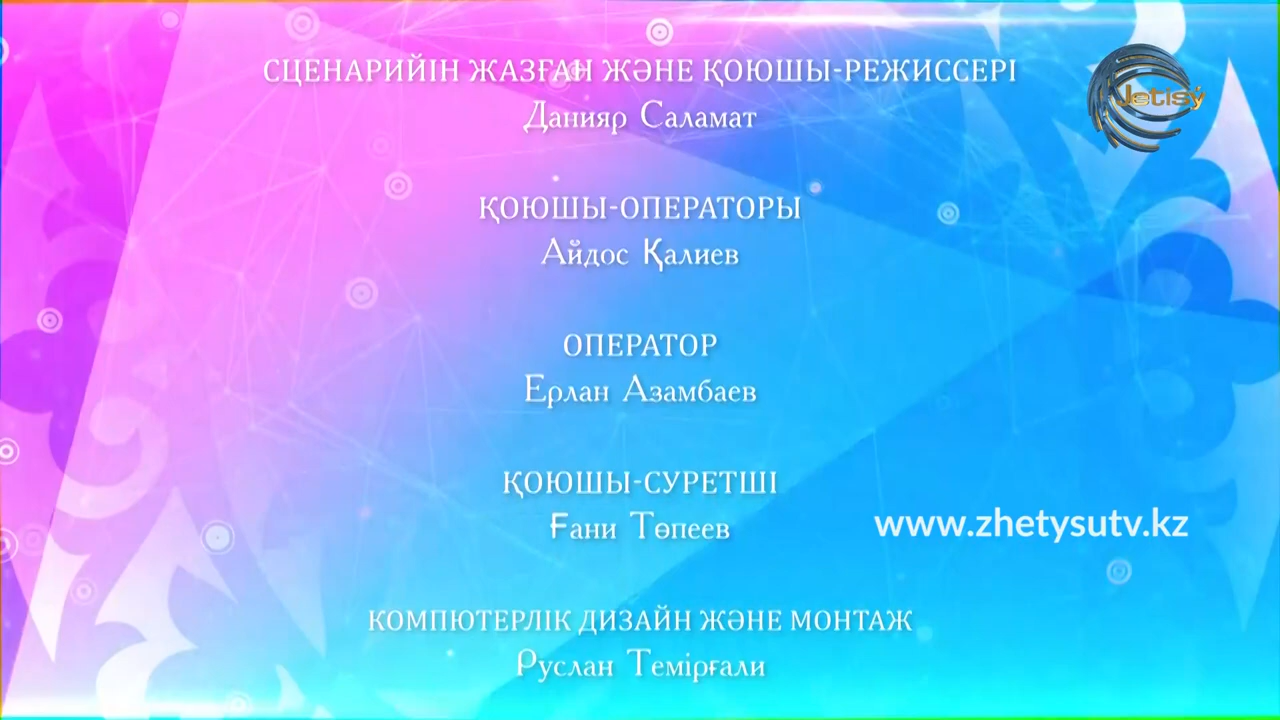 СЦЕНАРИЙІН ЖАЗҒАН ЖӘНЕ ҚОЮШЫ-РЕЖИССЕРІ
Данияр Саламат
Jetisý
ҚОЮШЫ-ОПЕРАТОРЫ
Айдос Қалиев
ОПЕРАТОР
Ерлан Азамбаев
ҚОЮШЫ-СУРЕТШІ
Ғани Төпеев
www.zhetysutv.kz
КОМПЮТЕРЛІК ДИЗАЙН ЖӘНЕ МОНТАЖ
Руслан Темірғали